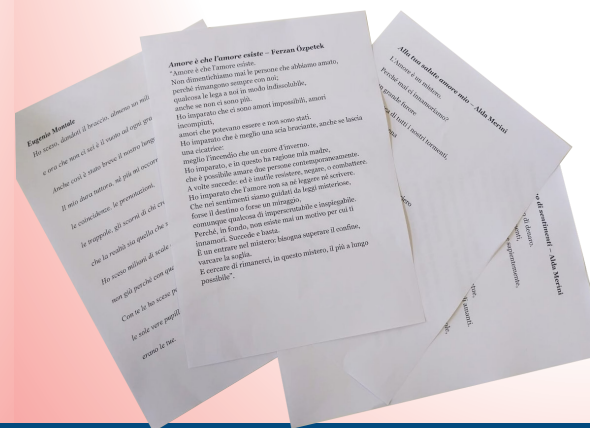 Eugenio Montale
Ho sceso, dandoti il braccio, almeno un mil
e ora che non ci sei è il vuoto ad ogni gra
Anche così è stato breve il nostro lung
Il mio dura tuttora, né più mi occorr
le coincidenze, le prenotazioni,
le trappole, gli scorni di chi cre
che la realtà sia quella che s
Ho sceso milioni di scale
non già perché con qua
Con te le ho scese p
le sole vere pupill
erano le tue.
Amore è che l'amore esiste – Ferzan Özpetek
"Amore è che l'amore esiste.
Non dimentichiamo mai le persone che abbiamo amato,
perché rimangono sempre con noi;
qualcosa le lega a noi in modo indissolubile,
anche se non ci sono più.
Ho imparato che ci sono amori impossibili, amori
incompiuti,
amori che potevano essere e non sono stati.
Ho imparato che è meglio una scia bruciante, anche se lascia
una cicatrice:
meglio l'incendio che un cuore d'inverno.
Ho imparato, e in questo ha ragione mia madre,
che è possibile amare due persone contemporaneamente.
A volte succede: ed è inutile resistere, negare, o combattere.
Ho imparato che l'amore non sa né leggere né scrivere.
Che nei sentimenti siamo guidati da leggi misteriose,
forse il destino o forse un miraggio,
comunque qualcosa di imperscrutabile e inspiegabile.
Perché, in fondo, non esiste mai un motivo per cui ti
innamori. Succede e basta.
È un entrare nel mistero: bisogna superare il confine,
varcare la soglia.
E cercare di rimanerci, in questo mistero, il più a lungo
possibile".
Alla tua salute amore mio – Alda Merini
L'Amore è un mistero.
Perché mai ci innamoriamo?
n grande favore
di tutti i nostri tormenti,
o di sentimenti – Alda Merini
di denaro.
sapientemente,
amanti.